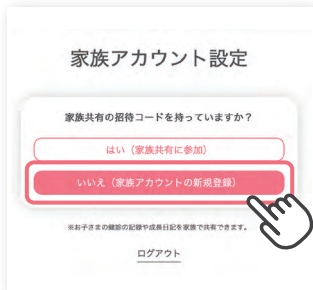 家族アカウント設定
家族共有の招待コードを持っていますか？
はい（家族共有に参加）
いいえ（家族アカウントの新規登録）
※お子さまの健診の記録や成長日記を家族で共有できます。
ログアウト